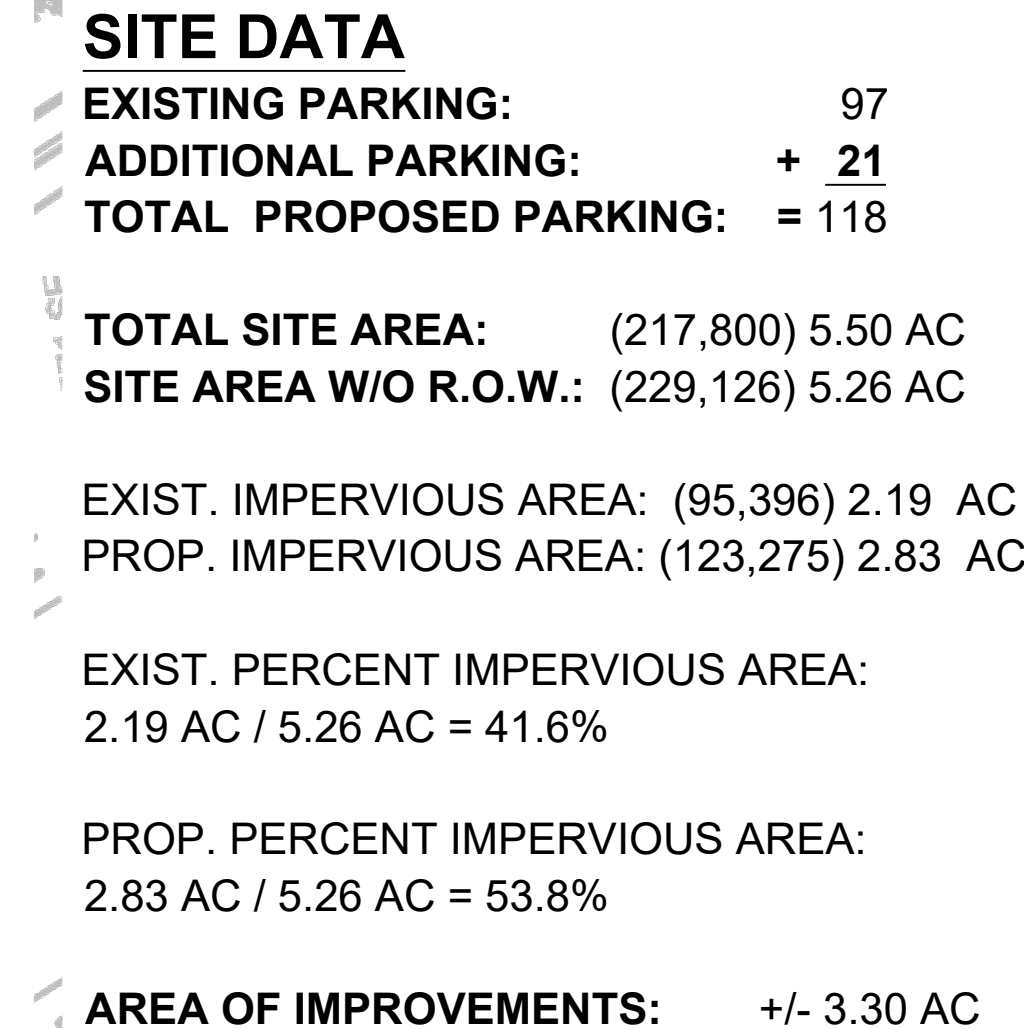 SITE DATA
EXISTING PARKING: 97
ADDITIONAL PARKING: + 21
TOTAL PROPOSED PARKING: = 118
TOTAL SITE AREA: (217,800) 5.50 AC
SITE AREA W/O R.O.W.: (229,126) 5.26 AC
EXIST. IMPERVIOUS AREA: (95,396) 2.19 AC
PROP. IMPERVIOUS AREA: (123,275) 2.83 AC
EXIST. PERCENT IMPERVIOUS AREA:
2.19 AC / 5.26 AC = 41.6%
PROP. PERCENT IMPERVIOUS AREA:
2.83 AC / 5.26 AC = 53.8%
AREA OF IMPROVEMENTS: +/- 3.30 AC